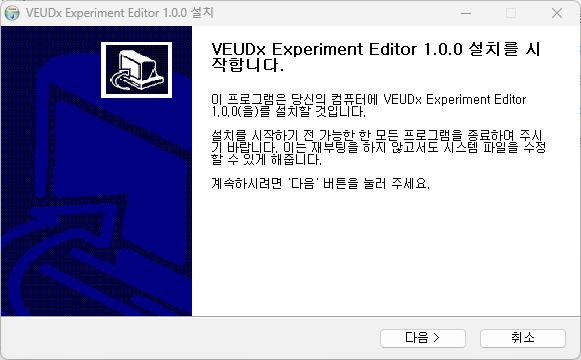 VEUDx Experiment Editor 1.0.0 설치
VEUDx Experiment Editor 1.0.0 설치를 시
작합니다.
이 프로그램은 당신의 컴퓨터에 VEUDx Experiment Editor
1.0.0(을)를 설치할 것입니다.
설치를 시작하기 전 가능한 한 모든 프로그램을 종료하여 주시
기 바랍니다. 이는 재부팅을 하지 않고서도 시스템 파일을 수정
할 수 있게 해줍니다.
계속하시려면 '다음' 버튼을 눌러 주세요.
다음 >
취소